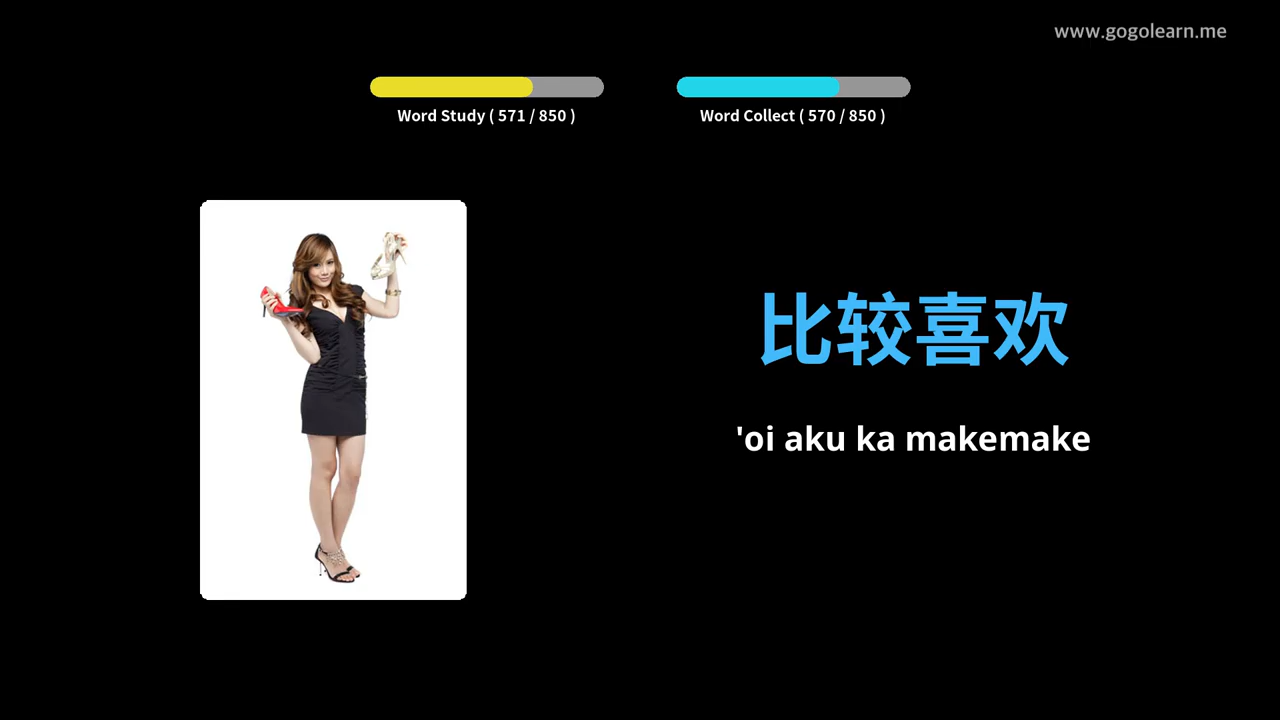 www.gogolearn.me
Word Study ( 571 / 850 )
Word Collect ( 570 / 850 )
比较喜欢
'oi aku ka makemake